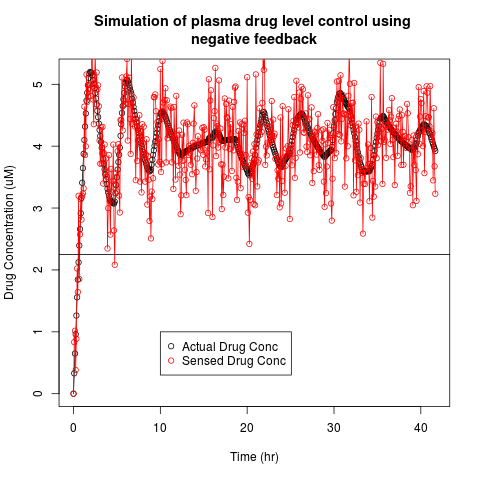 Simulation of plasma drug level control using
negative feedback
Drug Concentration (uM)
5
4
3
2
1
0
Actual Drug Conc
Sensed Drug Conc
0
10
20
30
40
Time (hr)